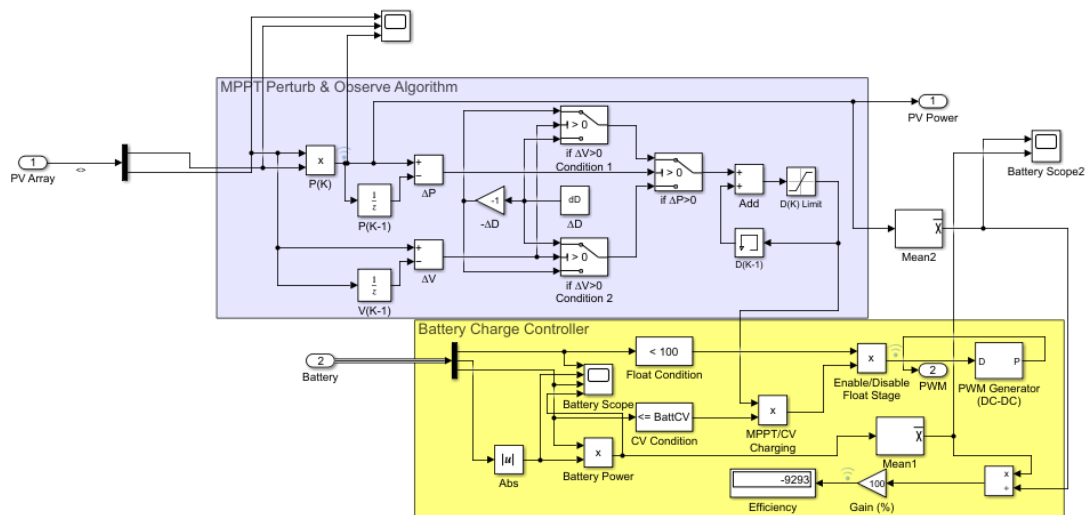 MPPT Perturb & Observe Algorithm
1
PV Array
<>
x
P(K)
1
z
P(K-1)
+
−
ΔP
+
−
ΔV
1
z
V(K-1)
-1
-ΔD
dD
ΔD
> 0
if ΔV>0
Condition 1
> 0
if ΔV>0
Condition 2
> 0
if ΔP>0
+
+
Add
D(K) Limit
D(K-1)
1
PV Power
Battery Scope2
x
Mean2
Battery Charge Controller
2
Battery
< 100
Float Condition
Battery Scope
<= BattCV
CV Condition
|u|
Abs
x
Battery Power
x
MPPT/CV
Charging
x
Enable/Disable
Float Stage
2
PWM
D P
PWM Generator
(DC-DC)
x
Mean1
x
÷
100
Gain (%)
-9293
Efficiency